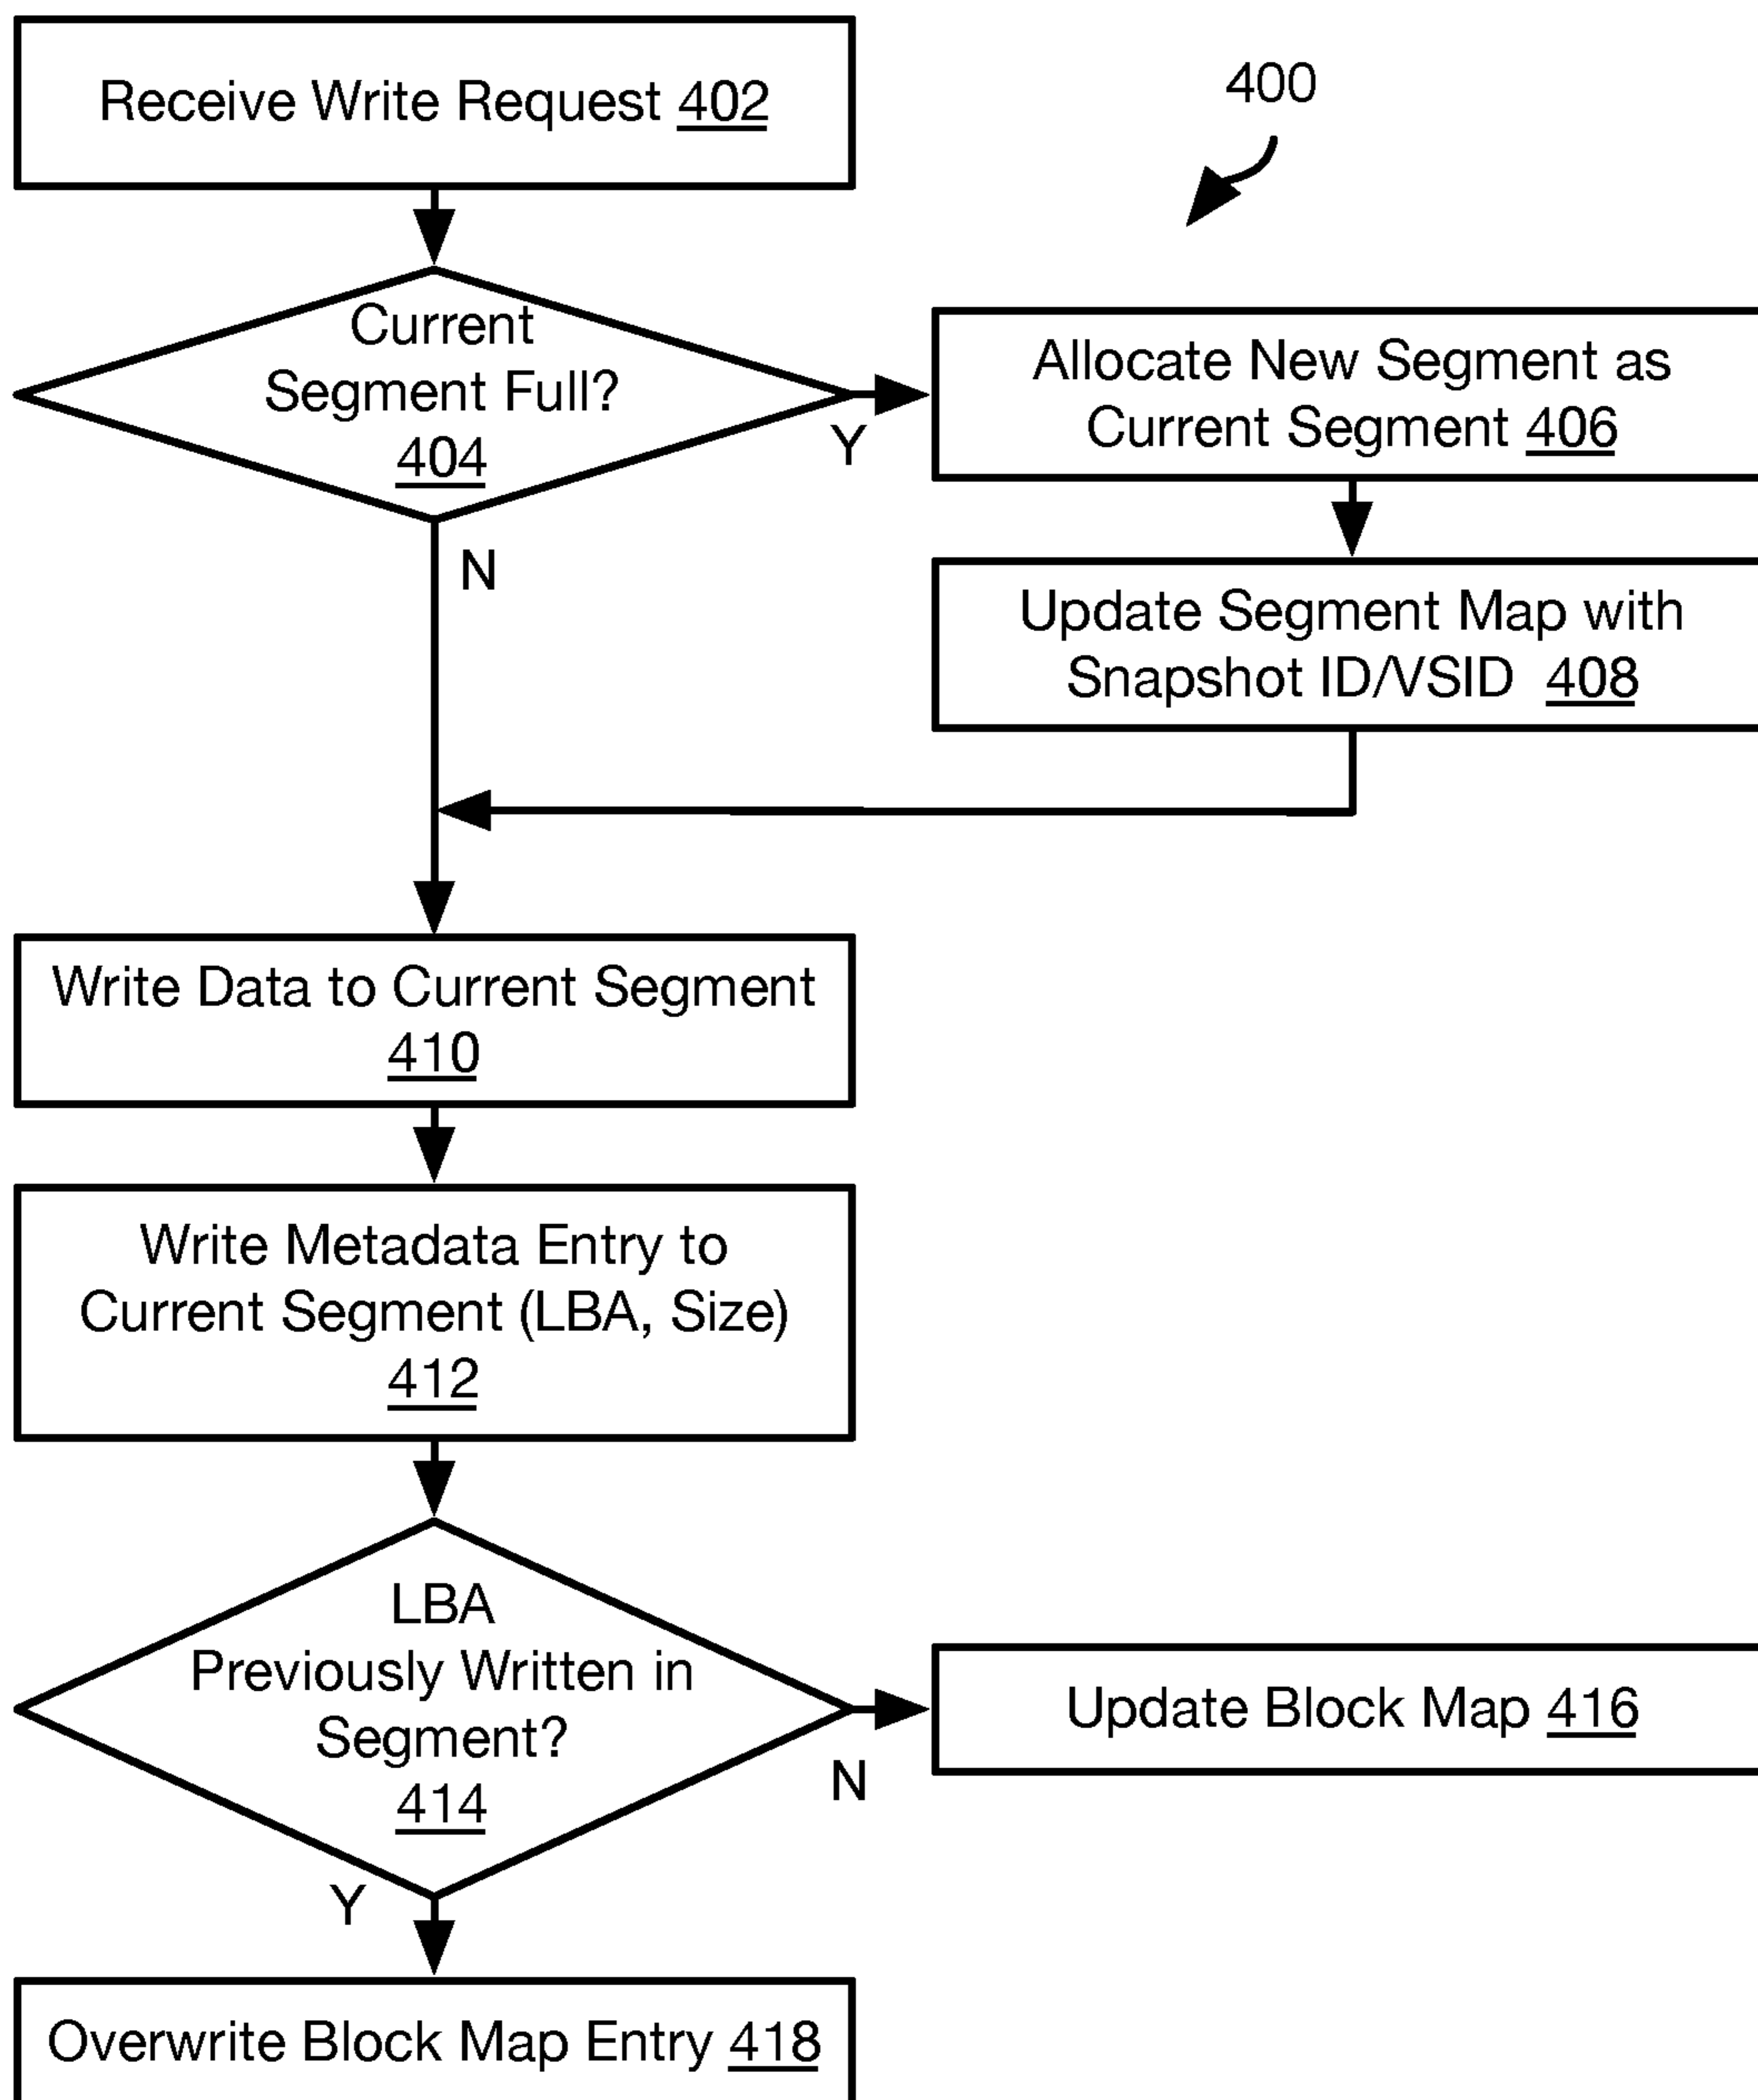 Receive Write Request 402
400
Current
Segment Full?
404
Y
N
Allocate New Segment as
Current Segment 406
Update Segment Map with
Snapshot ID/VSID 408
Write Data to Current Segment
410
Write Metadata Entry to
Current Segment (LBA, Size)
412
LBA
Previously Written in
Segment?
414
N
Y
Update Block Map 416
Overwrite Block Map Entry 418